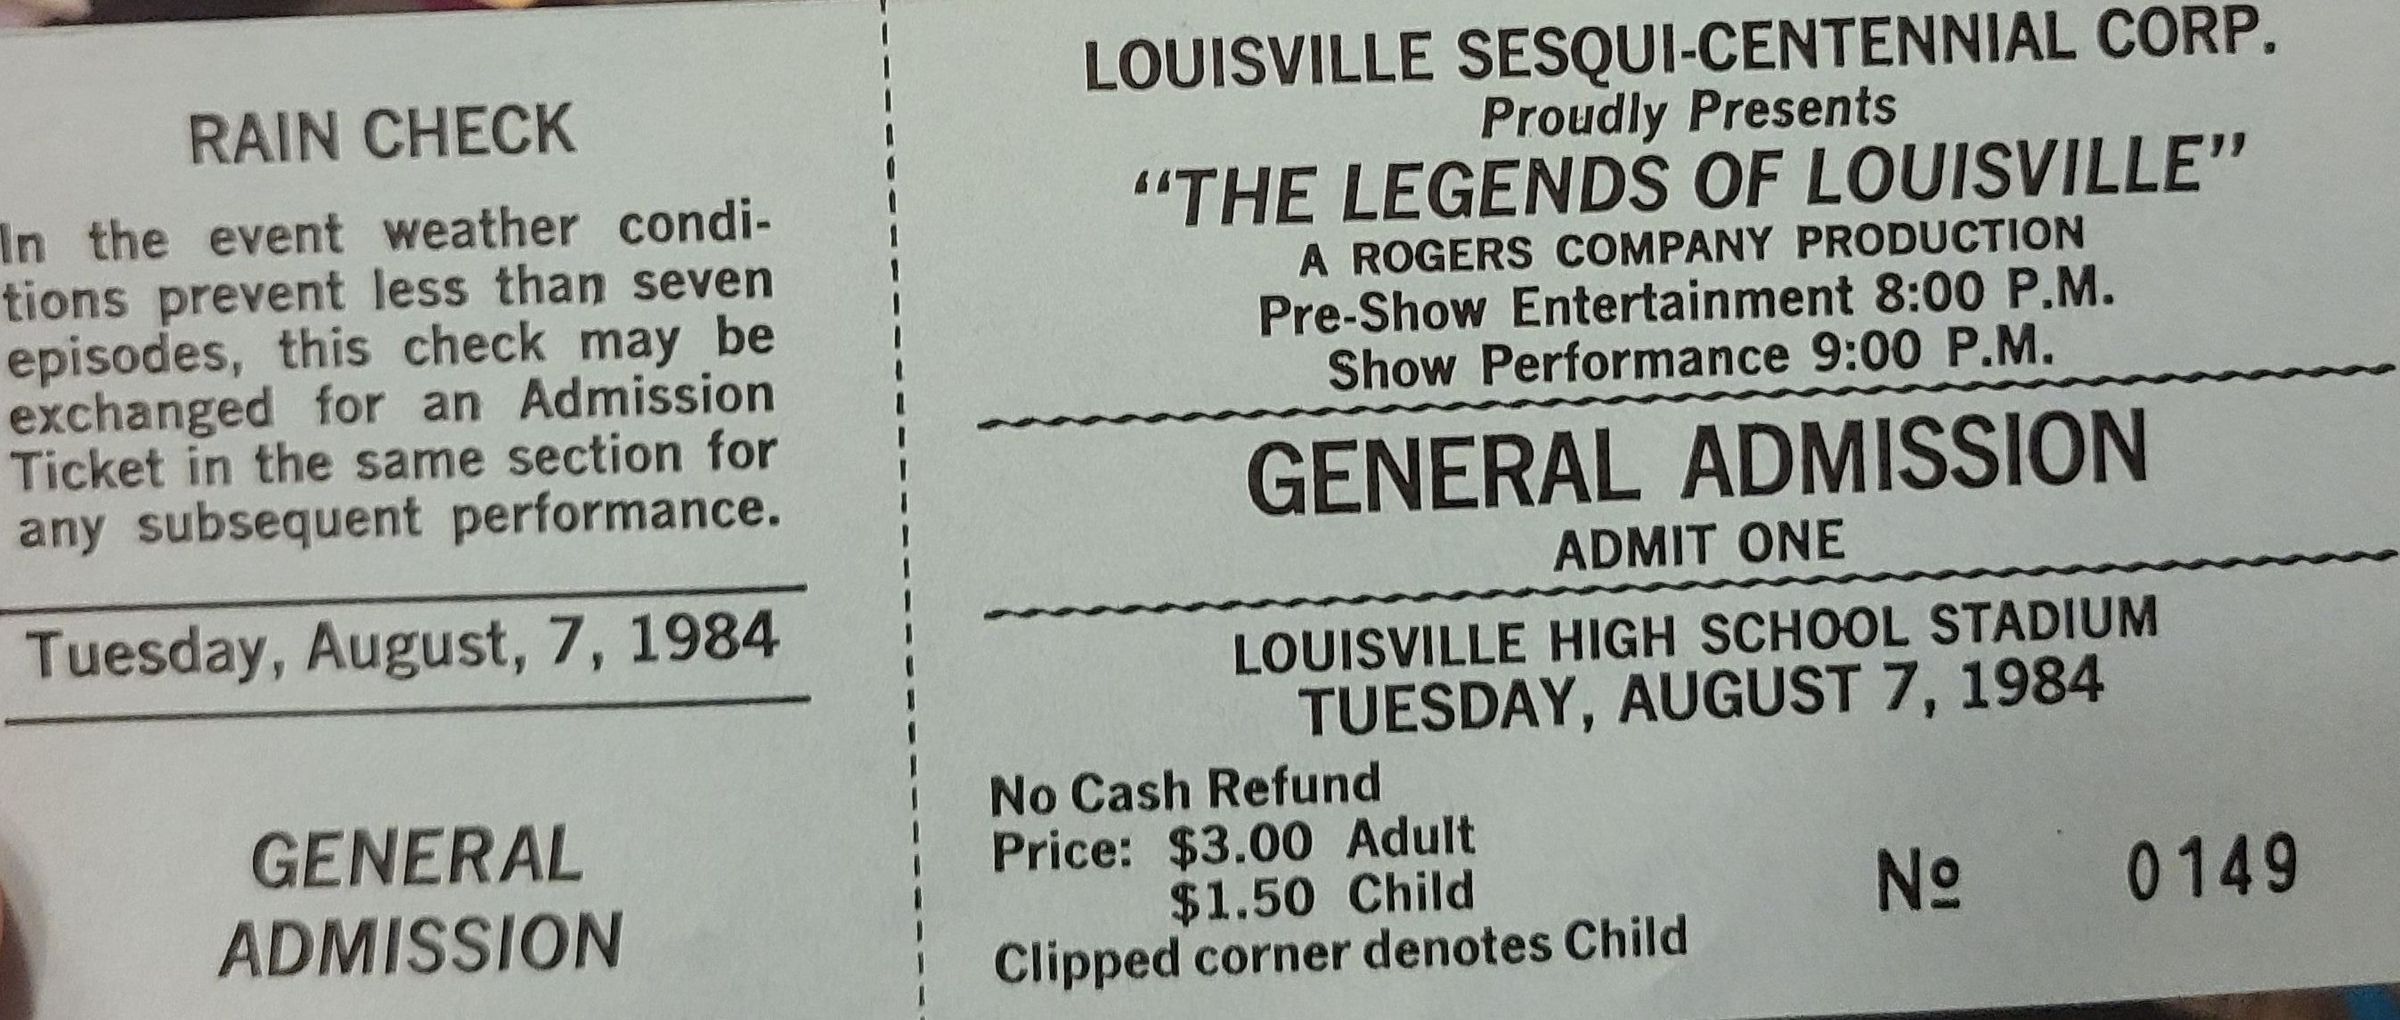 RAIN CHECK
In the event weather condi-
tions prevent less than seven
episodes, this check may be
exchanged for an Admission
Ticket in the same section for
any subsequent performance.
Tuesday, August, 7, 1984
GENERAL
ADMISSION
LOUISVILLE SESQUI-CENTENNIAL CORP.
Proudly Presents
“THE LEGENDS OF LOUISVILLE”
A ROGERS COMPANY PRODUCTION
Pre-Show Entertainment 8:00 P.M.
Show Performance 9:00 P.M.
GENERAL ADMISSION
ADMIT ONE
LOUISVILLE HIGH SCHOOL STADIUM
TUESDAY, AUGUST 7, 1984
No Cash Refund
Price: $3.00 Adult
$1.50 Child
Clipped corner denotes Child
Nº 0149